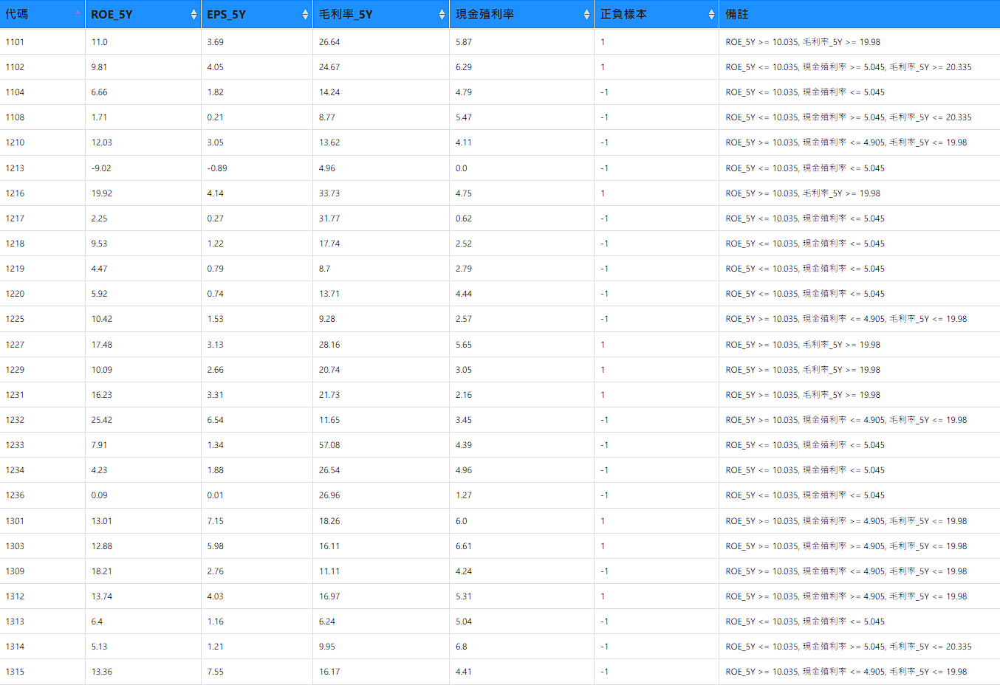 代碼 ROE_5Y EPS_5Y 毛利率_5Y 現金殖利率 正負樣本 備註
1101 11.0 3.69 26.64 5.87 1 ROE_5Y >= 10.035, 毛利率_5Y >= 19.98
1102 9.81 4.05 24.67 6.29 1 ROE_5Y <= 10.035, 現金殖利率 >= 5.045, 毛利率_5Y >= 20.335
1104 6.66 1.82 14.24 4.79 -1 ROE_5Y <= 10.035, 現金殖利率 <= 5.045
1108 1.71 0.21 8.77 5.47 -1 ROE_5Y <= 10.035, 現金殖利率 >= 5.045, 毛利率_5Y <= 20.335
1210 12.03 3.05 13.62 4.11 -1 ROE_5Y >= 10.035, 現金殖利率 <= 4.905, 毛利率_5Y <= 19.98
1213 -9.02 -0.89 4.96 0.0 -1 ROE_5Y <= 10.035, 現金殖利率 <= 5.045
1216 19.92 4.14 33.73 4.75 1 ROE_5Y >= 10.035, 毛利率_5Y >= 19.98
1217 2.25 0.27 31.77 0.62 -1 ROE_5Y <= 10.035, 現金殖利率 <= 5.045
1218 9.53 1.22 17.74 2.52 -1 ROE_5Y <= 10.035, 現金殖利率 <= 5.045
1219 4.47 0.79 8.7 2.79 -1 ROE_5Y <= 10.035, 現金殖利率 <= 5.045
1220 5.92 0.74 13.71 4.44 -1 ROE_5Y <= 10.035, 現金殖利率 <= 5.045
1225 10.42 1.53 9.28 2.57 -1 ROE_5Y >= 10.035, 現金殖利率 <= 4.905, 毛利率_5Y <= 19.98
1227 17.48 3.13 28.16 5.65 1 ROE_5Y >= 10.035, 毛利率_5Y >= 19.98
1229 10.09 2.66 20.74 3.05 1 ROE_5Y >= 10.035, 毛利率_5Y >= 19.98
1231 16.23 3.31 21.73 2.16 1 ROE_5Y >= 10.035, 毛利率_5Y >= 19.98
1232 25.42 6.54 11.65 3.45 -1 ROE_5Y >= 10.035, 現金殖利率 <= 4.905, 毛利率_5Y <= 19.98
1233 7.91 1.34 57.08 4.39 -1 ROE_5Y <= 10.035, 現金殖利率 <= 5.045
1234 4.23 1.88 26.54 4.96 -1 ROE_5Y <= 10.035, 現金殖利率 <= 5.045
1236 0.09 0.01 26.96 1.27 -1 ROE_5Y <= 10.035, 現金殖利率 <= 5.045
1301 13.01 7.15 18.26 6.0 1 ROE_5Y >= 10.035, 現金殖利率 >= 4.905, 毛利率_5Y <= 19.98
1303 12.88 5.98 16.11 6.61 1 ROE_5Y >= 10.035, 現金殖利率 >= 4.905, 毛利率_5Y <= 19.98
1309 18.21 2.76 11.11 4.24 -1 ROE_5Y >= 10.035, 現金殖利率 <= 4.905, 毛利率_5Y <= 19.98
1312 13.74 4.03 16.97 5.31 1 ROE_5Y >= 10.035, 現金殖利率 >= 4.905, 毛利率_5Y <= 19.98
1313 6.4 1.16 6.24 5.04 -1 ROE_5Y <= 10.035, 現金殖利率 <= 5.045
1314 5.13 1.21 9.95 6.8 -1 ROE_5Y <= 10.035, 現金殖利率 >= 5.045, 毛利率_5Y <= 20.335
1315 13.36 7.55 16.17 4.41 -1 ROE_5Y >= 10.035, 現金殖利率 <= 4.905, 毛利率_5Y <= 19.98